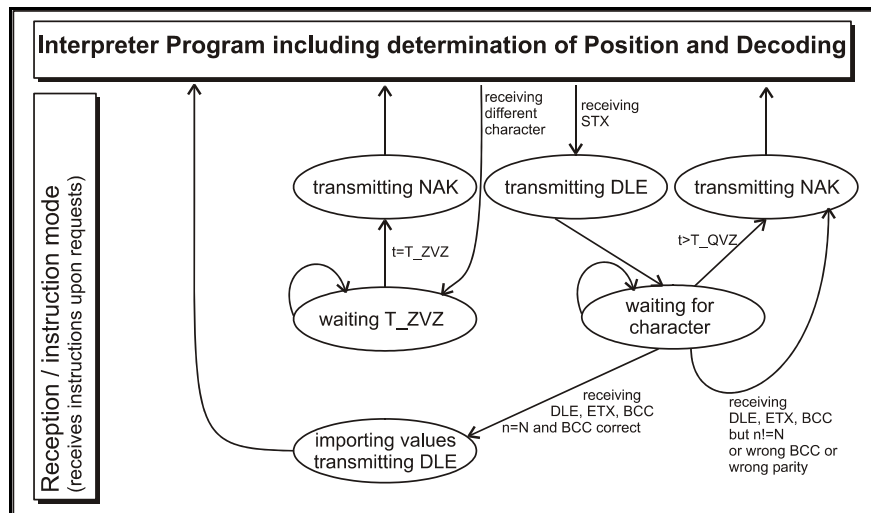 Interpreter Program including determination of Position and Decoding
Reception / instruction mode
(receives instructions upon requests)
receiving
different
character
receiving
STX
transmitting NAK
transmitting DLE
transmitting NAK
t=T_ZVZ
t>T_QVZ
waiting T_ZVZ
waiting for
character
receiving
DLE, ETX, BCC
n=N and BCC correct
receiving
DLE, ETX, BCC
but n!=N
or wrong BCC or
wrong parity
importing values
transmitting DLE